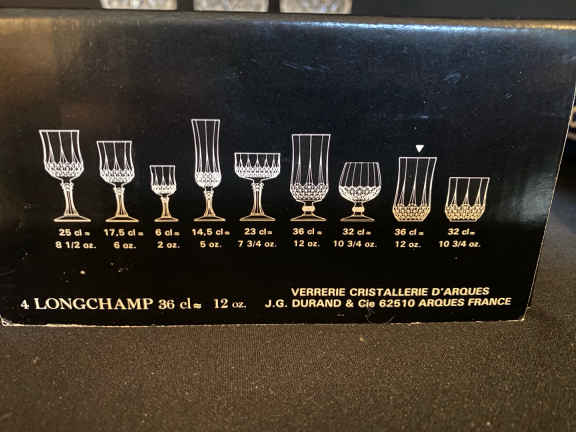 25 cl≈ 17,5 cl≈ 6 cl≈ 14,5 cl≈ 23 cl≈ 36 cl≈ 32 cl≈ 36 cl≈ 32 cl≈
8 1/2 oz. 6 oz. 2 oz. 5 oz. 7 3/4 oz. 12 oz. 10 3/4 oz. 12 oz. 10 3/4 oz.
VERRERIE CRISTALLERIE D'ARQUES
4 LONGCHAMP 36 cl≈ 12 oz. J.G. DURAND & Cie 62510 ARQUES FRANCE